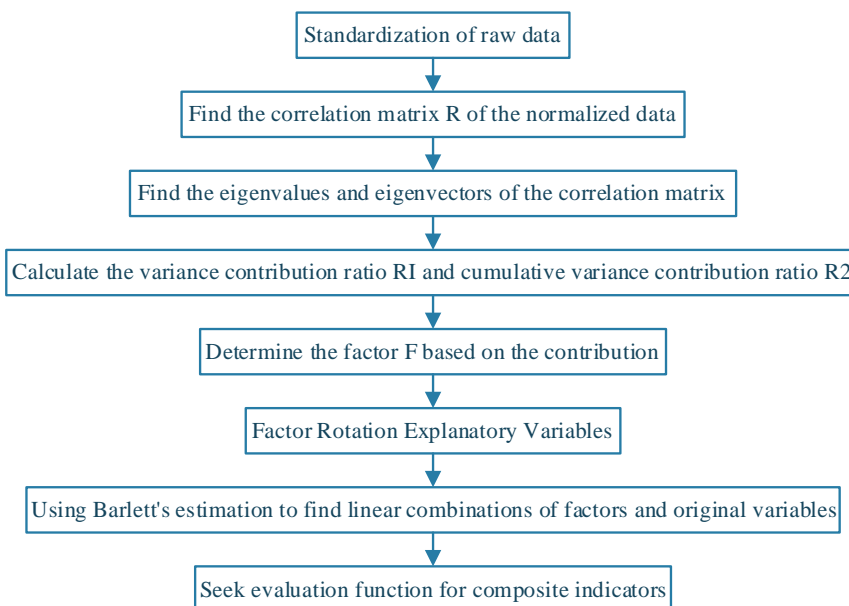 Standardization of raw data
Find the correlation matrix R of the normalized data
Find the eigenvalues and eigenvectors of the correlation matrix
Calculate the variance contribution ratio RI and cumulative variance contribution ratio R2
Determine the factor F based on the contribution
Factor Rotation Explanatory Variables
Using Barlett's estimation to find linear combinations of factors and original variables
Seek evaluation function for composite indicators